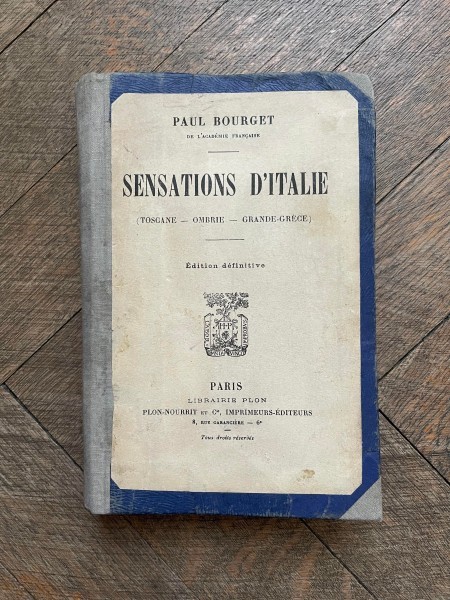 PAUL BOURGET
DE L'ACADÉMIE FRANÇAISE
SENSATIONS D'ITALIE
(TOSCANE — OMBRIE — GRANDE-GRÈCE)
Édition définitive
PARIS
LIBRAIRIE PLON
PLON-NOURRIT ET Cie, IMPRIMEURS-ÉDITEURS
8, RUE GARANCIÈRE — 6e
Tous droits réservés